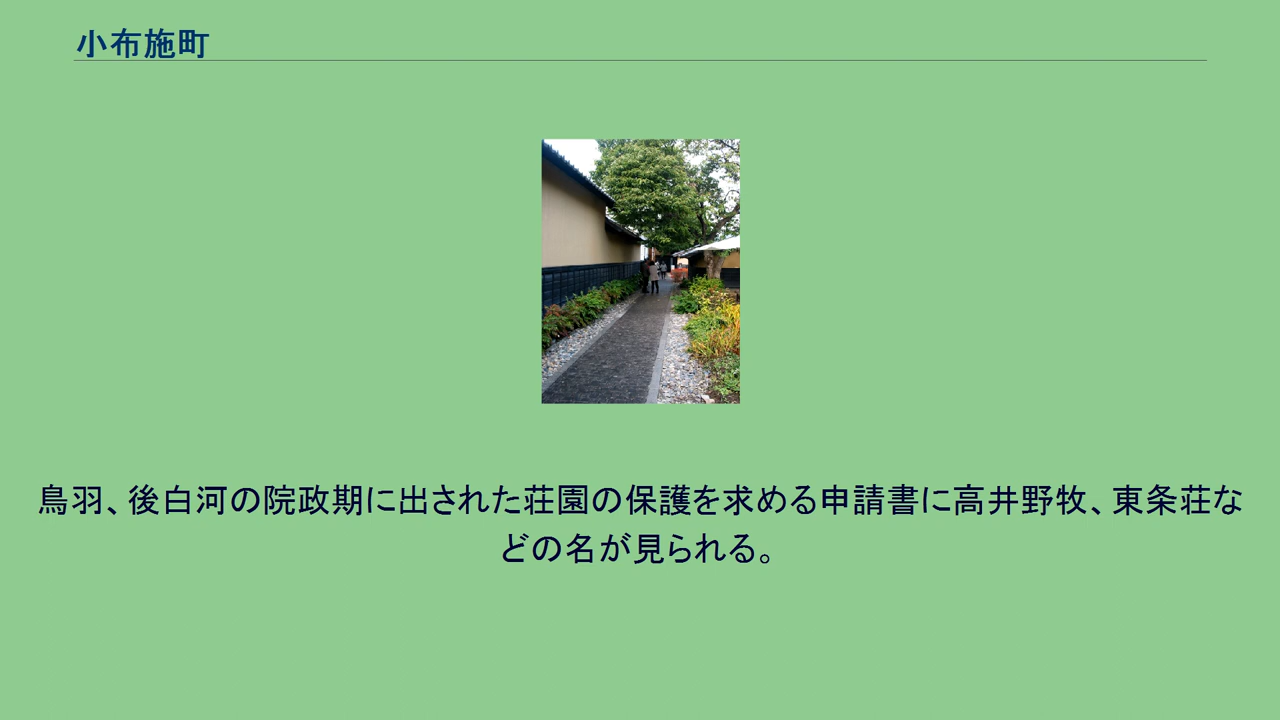 小布施町
鳥羽、後白河の院政期に出された荘園の保護を求める申請書に高井野牧、東条荘な
どの名が見られる。